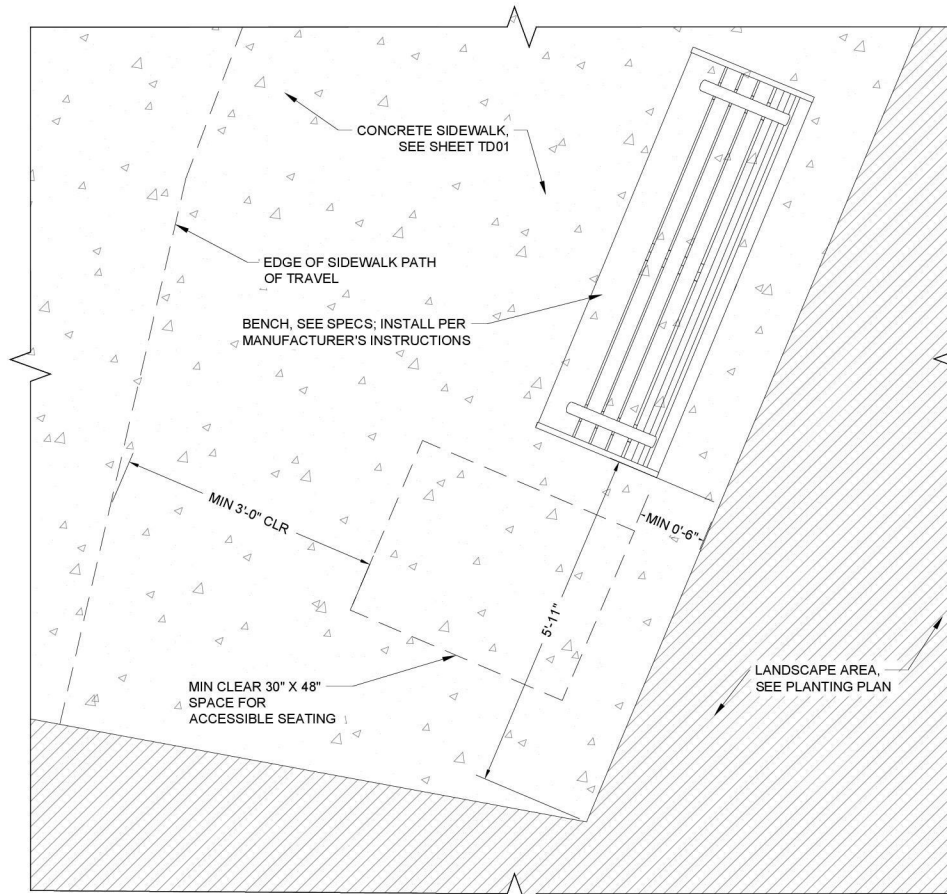 CONCRETE SIDEWALK,
SEE SHEET TD01
EDGE OF SIDEWALK PATH
OF TRAVEL
BENCH, SEE SPECS; INSTALL PER
MANUFACTURER'S INSTRUCTIONS
MIN 3'-0" CLR
MIN 0'-6"
5'-11"
MIN CLEAR 30" X 48"
SPACE FOR
ACCESSIBLE SEATING
LANDSCAPE AREA,
SEE PLANTING PLAN